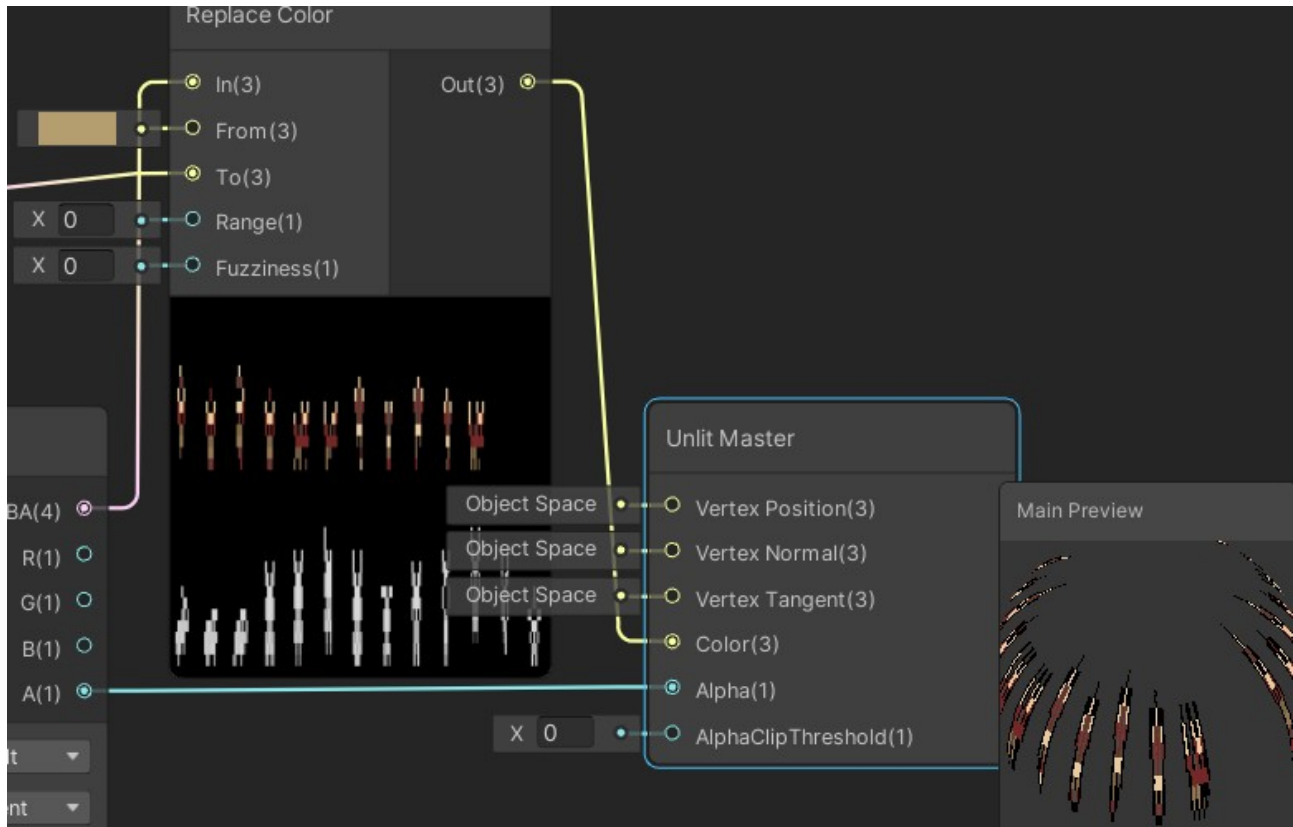 Replace Color
In(3)
Out(3)
From(3)
To(3)
X 0
Range(1)
X 0
Fuzziness(1)
Unlit Master
BA(4)
Object Space
Vertex Position(3)
Main Preview
R(1)
Object Space
Vertex Normal(3)
G(1)
Object Space
Vertex Tangent(3)
B(1)
Color(3)
A(1)
Alpha(1)
X 0
AlphaClipThreshold(1)
lt
nt